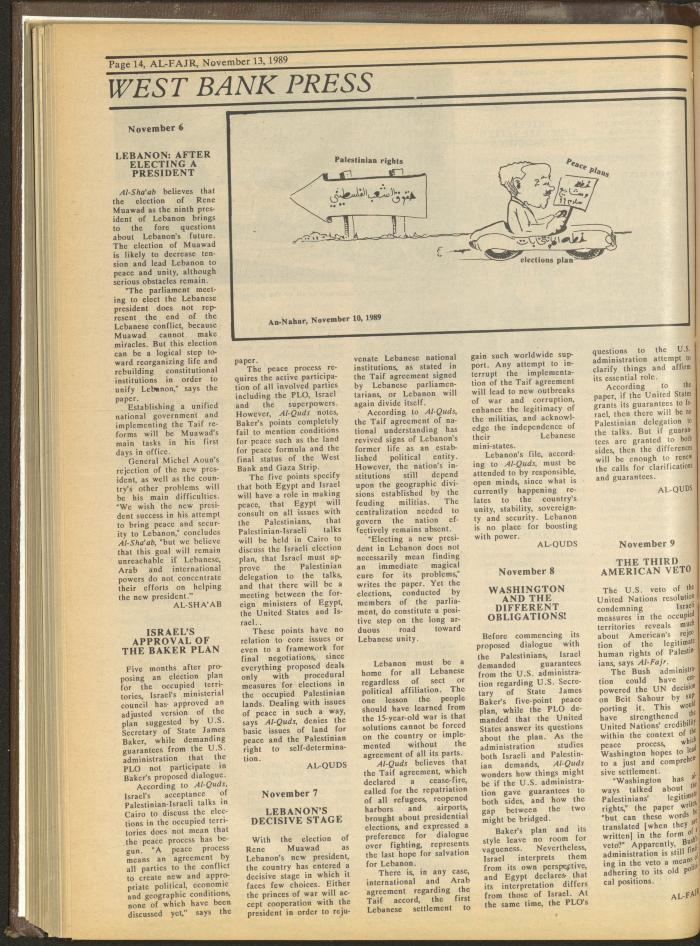 Page 14, AL-FAJR, November 13, 1989
WEST BANK PRESS
November 6
LEBANON: AFTER
ELECTING A
PRESIDENT
Al-Sha'ab believes that
the election of Rene
Muawad as the ninth pres-
ident of Lebanon brings
to the fore questions
about Lebanon's future.
The election of Muawad
is likely to decrease ten-
sion and lead Lebanon to
peace and unity, although
serious obstacles remain.
"The parliament meet-
ing to elect the Lebanese
president does not rep-
resent the end of the
Lebanese conflict, because
Muawad cannot make
miracles. But this election
can be a logical step to-
ward reorganizing life and
rebuilding constitutional
institutions in order to
unify Lebanon," says the
paper.
Establishing a unified
national government and
implementing the Taif re-
forms will be Muawad's
main tasks in his first
days in office.
General Michel Aoun's
rejection of the new pres-
ident, as well as the coun-
try's other problems will
be his main difficulties.
"We wish the new presi-
dent success in his attempt
to bring peace and secur-
ity to Lebanon," concludes
Al-Sha'ab, "but we believe
that this goal will remain
unreachable if Lebanese,
Arab and international
powers do not concentrate
their efforts on helping
the new president."
AL-SHA'AB
ISRAEL'S
APPROVAL OF
THE BAKER PLAN
Five months after pro-
posing an election plan
for the occupied terri-
tories, Israel's ministerial
council has approved an
adjusted version of the
plan suggested by U.S.
Secretary of State James
Baker, while demanding
guarantees from the U.S.
administration that the
PLO not participate in
Baker's proposed dialogue.
According to Al-Quds,
Israel's acceptance of
Palestinian-Israeli talks in
Cairo to discuss the elec-
tions in the occupied terri-
tories does not mean that
the peace process has be-
gun. "A peace process
means an agreement by
all parties to the conflict
to create new and appro-
priate political, economic
and geographic conditions,
none of which have been
discussed yet," says the
Palestinian rights
حقوق الشعب الفلسطيني
Peace plans
خطط
ومشاريع
سلام !!
خطة الانتخابات
elections plan
An-Nahar, November 10, 1989
paper.
The peace process re-
quires the active participa-
tion of all involved parties
including the PLO, Israel
and the superpowers.
However, Al-Quds notes,
Baker's points completely
fail to mention conditions
for peace such as the land
for peace formula and the
final status of the West
Bank and Gaza Strip.
The five points specify
that both Egypt and Israel
will have a role in making
peace, that Egypt will
consult on all issues with
the Palestinians, that
Palestinian-Israeli talks
will be held in Cairo to
discuss the Israeli election
plan, that Israel must ap-
prove the Palestinian
delegation to the talks,
and that there will be a
meeting between the for-
eign ministers of Egypt,
the United States and Is-
rael..
These points have no
relation to core issues or
even to a framework for
final negotiations, since
everything proposed deals
only with procedural
measures for elections in
the occupied Palestinian
lands. Dealing with issues
of peace in such a way,
says Al-Quds, denies the
basic issues of land for
peace and the Palestinian
right to self-determina-
tion.
AL-QUDS
November 7
LEBANON'S
DECISIVE STAGE
With the election of
Rene Muawad as
Lebanon's new president,
the country has entered a
decisive stage in which it
faces few choices. Either
the princes of war will ac-
cept cooperation with the
president in order to reju-
venate Lebanese national
institutions, as stated in
the Taif agreement signed
by Lebanese parliamen-
tarians, or Lebanon will
again divide itself.
According to Al-Quds,
the Taif agreement of na-
tional understanding has
revived signs of Lebanon's
former life as an estab-
lished political entity.
However, the nation's in-
stitutions still depend
upon the geographic divi-
sions established by the
feuding militias. The
centralization needed to
govern the nation ef-
fectively remains absent.
"Electing a new presi-
dent in Lebanon does not
necessarily mean finding
an immediate magical
cure for its problems,"
writes the paper. Yet the
elections, conducted by
members of the parlia-
ment, do constitute a posi-
tive step on the long ar-
duous road toward
Lebanese unity.
Lebanon must be a
home for all Lebanese
regardless of sect or
political affiliation. The
one lesson the people
should have learned from
the 15-year-old war is that
solutions cannot be forced
on the country or imple-
mented without the
agreement of all its parts.
Al-Quds believes that
the Taif agreement, which
declared a cease-fire,
called for the repatriation
of all refugees, reopened
harbors and airports,
brought about presidential
elections, and expressed a
preference for dialogue
over fighting, represents
the last hope for salvation
for Lebanon.
There is, in any case,
international and Arab
agreement regarding the
Taif accord, the first
Lebanese settlement to
gain such worldwide sup-
port. Any attempt to in-
terrupt the implementa-
tion of the Taif agreement
will lead to new outbreaks
of war and corruption,
enhance the legitimacy of
the militias, and acknowl-
edge the independence of
their Lebanese
mini-states.
Lebanon's file, accord-
ing to Al-Quds, must be
attended to by responsible,
open minds, since what is
currently happening re-
lates to the country's
unity, stability, sovereign-
ty and security. Lebanon
is no place for boosting
with power.
AL-QUDS
November 8
WASHINGTON
AND THE
DIFFERENT
OBLIGATIONS!
Before commencing its
proposed dialogue with
the Palestinians, Israel
demanded guarantees
from the U.S. administra-
tion regarding U.S. Secre-
tary of State James
Baker's five-point peace
plan, while the PLO de-
manded that the United
States answer its questions
about the plan. As the
administration studies
both Israeli and Palestin-
ian demands, Al-Quds
wonders how things might
be if the U.S. administra-
tion gave guarantees to
both sides, and how the
gap between the two
might be bridged.
Baker's plan and its
style leave no room for
vagueness. Nevertheless,
Israel interprets them
from its own perspective,
and Egypt declares that
its interpretation differs
from those of Israel. At
the same time, the PLO's
questions to the U.S.
administration attempt to
clarify things and affirm
its essential role.
According to the
paper, if the United States
grants its guarantees to Is-
rael, then there will be no
Palestinian delegation to
the talks. But if guaran-
tees are granted to both
sides, then the differences
will be enough to renew
the calls for clarifications
and guarantees.
AL-QUDS
November 9
THE THIRD
AMERICAN VETO
The U.S. veto of the
United Nations resolution
condemning Israeli
measures in the occupied
territories reveals much
about American's rejec-
tion of the legitimate
human rights of Palestin-
ians, says Al-Fajr.
The Bush administra-
tion could have em-
powered the UN decision
on Beit Sahour by sup-
porting it. This would
have strengthened the
United Nations' credibility
within the context of the
peace process, which
Washington hopes to lead
to a just and comprehen-
sive settlement.
"Washington has al-
ways talked about the
Palestinians' legitimate
rights," the paper writes,
"but can these words be
translated [when they are
written] in the form of a
veto?" Apparently, Bush's
administration is still find-
ing in the veto a means of
adhering to its old politi-
cal positions.
AL-FAJR